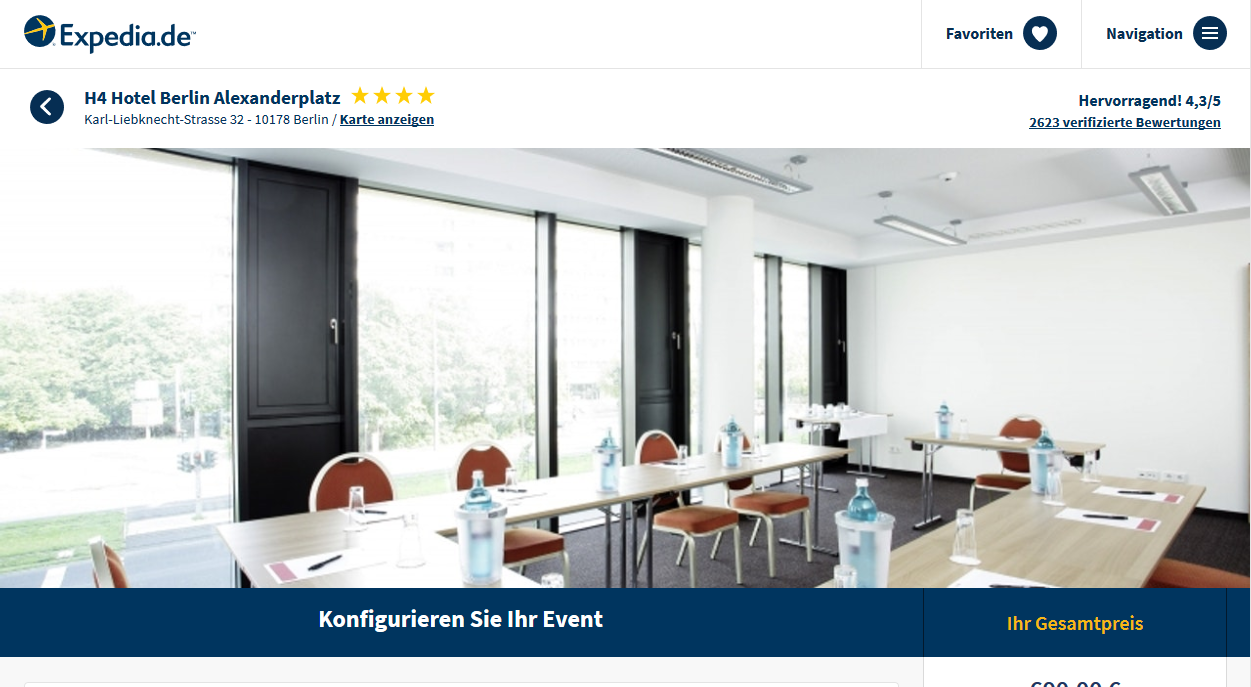 Expedia.de
Favoriten
Navigation
H4 Hotel Berlin Alexanderplatz
Karl-Liebknecht-Strasse 32 - 10178 Berlin / Karte anzeigen
Hervorragend! 4,3/5
2623 verifizierte Bewertungen
Konfigurieren Sie Ihr Event
Ihr Gesamtpreis